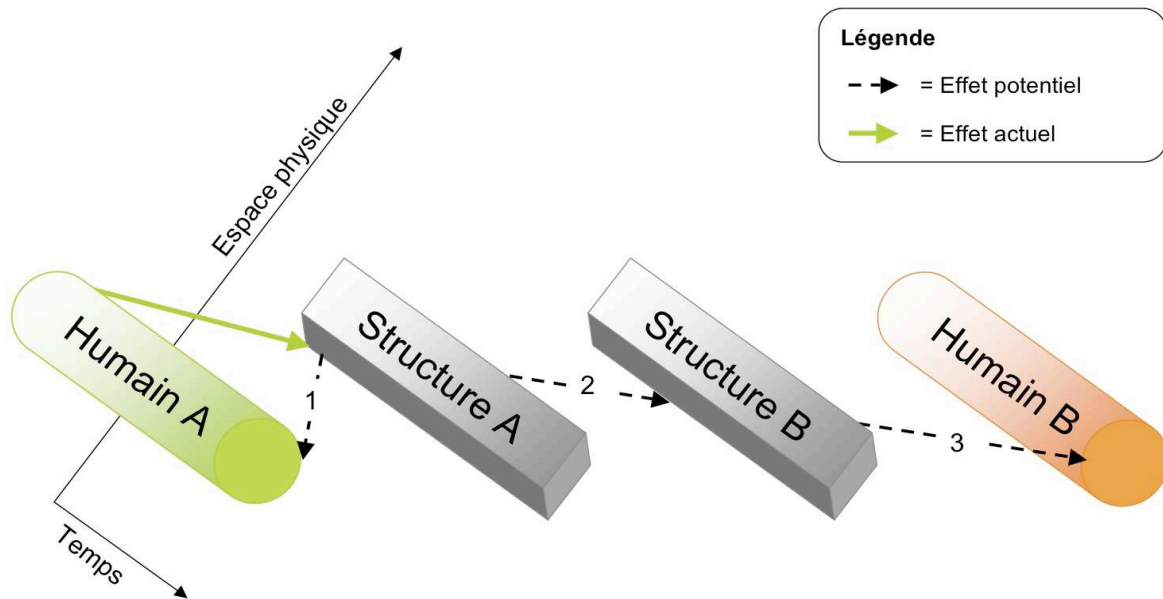 Légende
= Effet potentiel
= Effet actuel
Espace physique
Humain A
1
Structure A
2
Structure B
3
Humain B
Temps